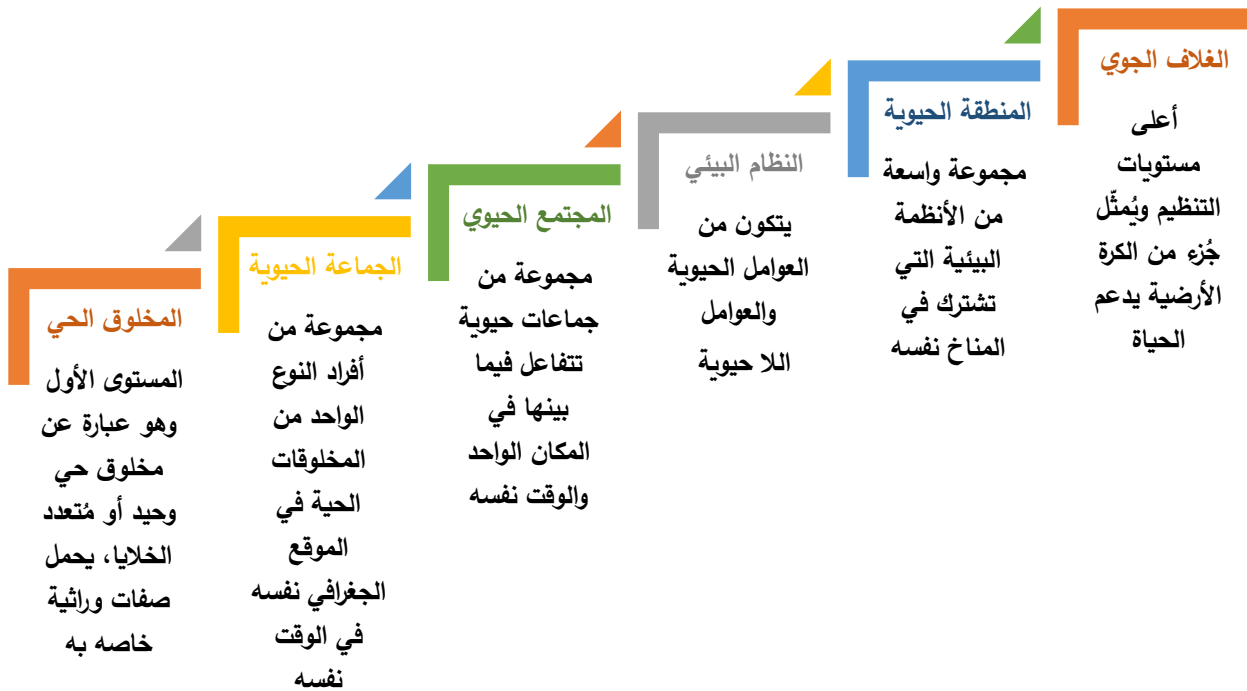 الغلاف الجوي
أعلى
مستويات
التنظيم ويُمثّل
جُزء من الكرة
الأرضية يدعم
الحياة
المنطقة الحيوية
مجموعة واسعة
من الأنظمة
البيئية التي
تشترك في
المناخ نفسه
النظام البيئي
يتكون من
العوامل الحيوية
والعوامل
اللا حيوية
المجتمع الحيوي
مجموعة من
جماعات حيوية
تتفاعل فيما
بينها في
المكان الواحد
والوقت نفسه
الجماعة الحيوية
مجموعة من
أفراد النوع
الواحد من
المخلوقات
الحية في
الموقع
الجغرافي نفسه
في الوقت
نفسه
المخلوق الحي
المستوى الأول
وهو عبارة عن
مخلوق حي
وحيد أو مُتعدد
الخلايا، يحمل
صفات وراثية
خاصه به